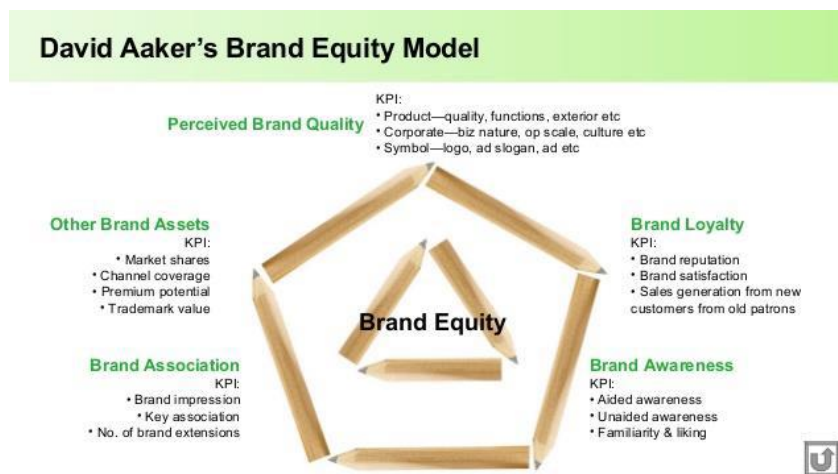 David Aaker's Brand Equity Model
KPI:
• Product—quality, functions, exterior etc
Perceived Brand Quality
• Corporate—biz nature, op scale, culture etc
• Symbol—logo, ad slogan, ad etc
Other Brand Assets
KPI:
• Market shares
• Channel coverage
• Premium potential
• Trademark value
Brand Loyalty
KPI:
• Brand reputation
• Brand satisfaction
• Sales generation from new
customers from old patrons
Brand Equity
Brand Association
KPI:
• Brand impression
• Key association
• No. of brand extensions
Brand Awareness
KPI:
• Aided awareness
• Unaided awareness
• Familiarity & liking